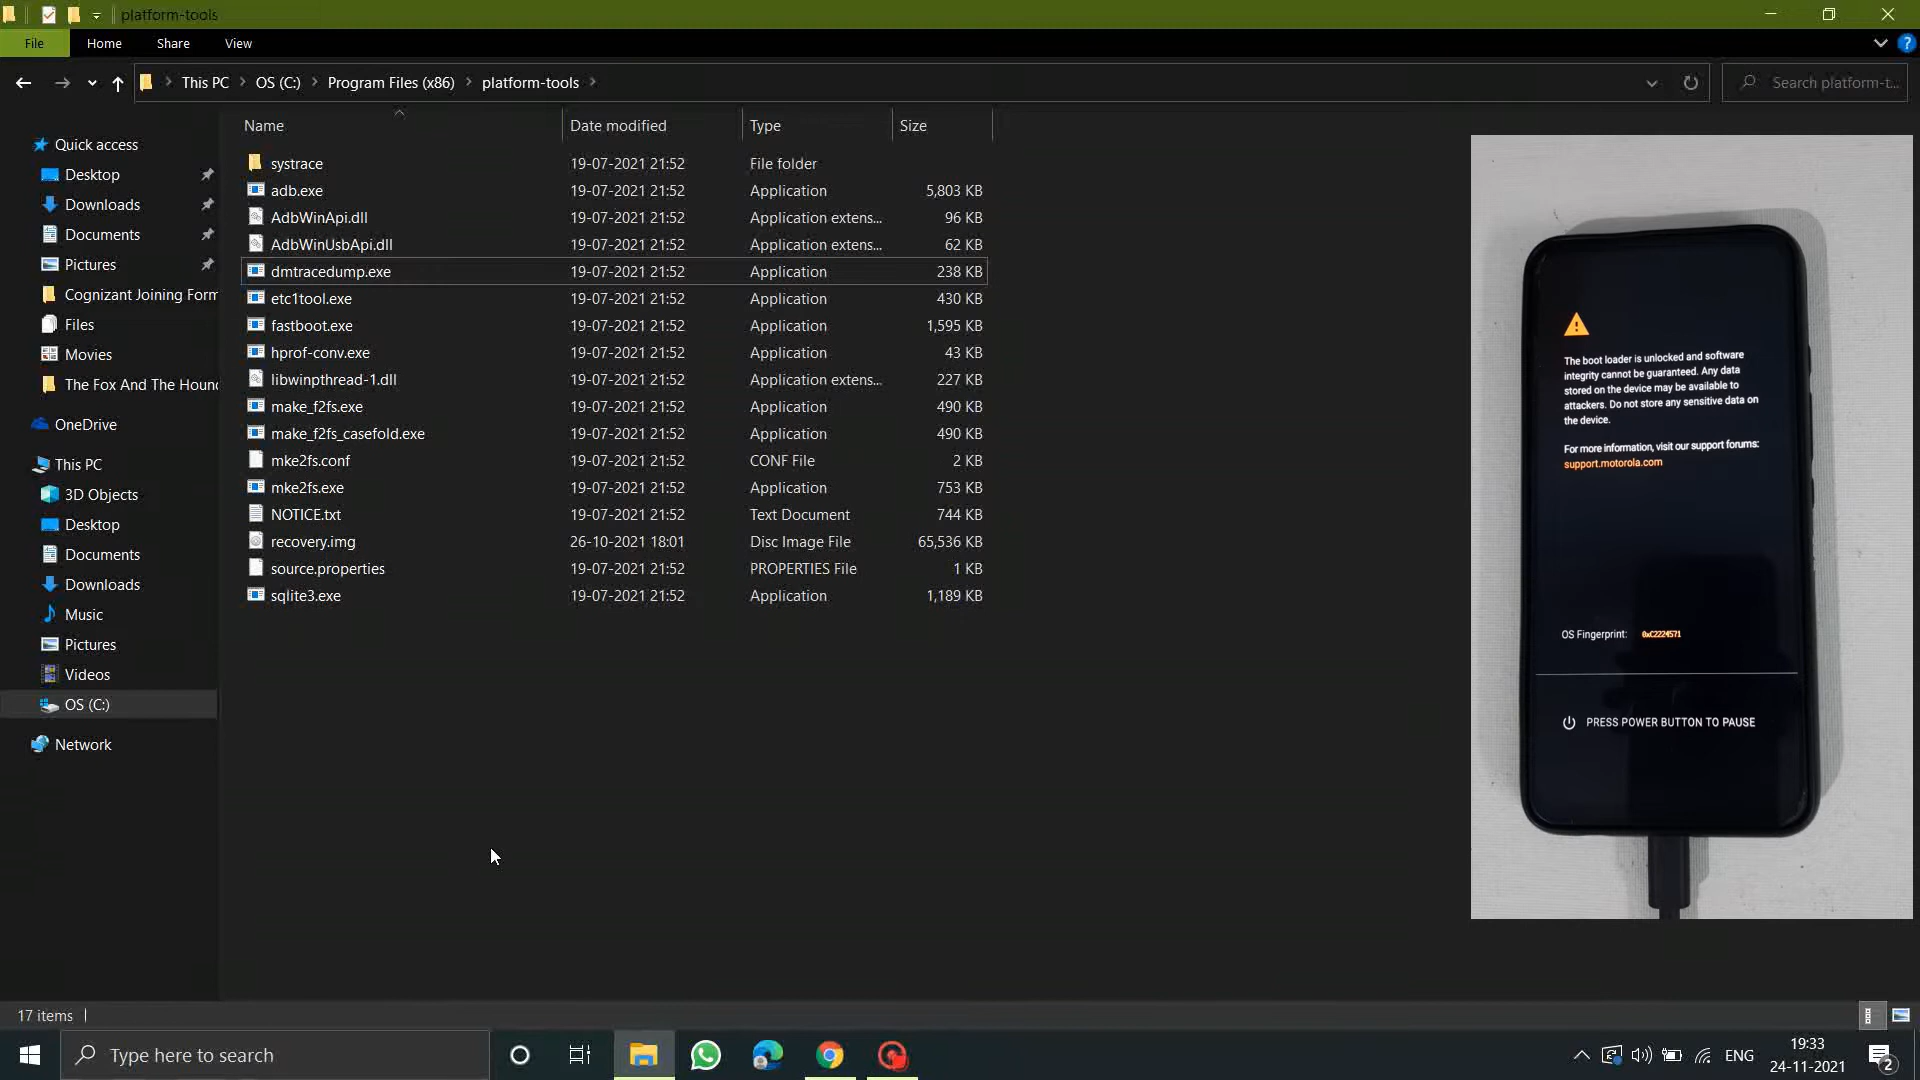 platform-tools
File Home Share View
This PC OS (C:) Program Files (x86) platform-tools
Search platform-t...
Name Date modified Type Size
Quick access
Desktop
Downloads
Documents
Pictures
Cognizant Joining Form
Files
Movies
The Fox And The Hound
OneDrive
This PC
3D Objects
Desktop
Documents
Downloads
Music
Pictures
Videos
OS (C:)
Network
systrace 19-07-2021 21:52 File folder
adb.exe 19-07-2021 21:52 Application 5,803 KB
AdbWinApi.dll 19-07-2021 21:52 Application extens... 96 KB
AdbWinUsbApi.dll 19-07-2021 21:52 Application extens... 62 KB
dmtracedump.exe 19-07-2021 21:52 Application 238 KB
etc1tool.exe 19-07-2021 21:52 Application 430 KB
fastboot.exe 19-07-2021 21:52 Application 1,595 KB
hprof-conv.exe 19-07-2021 21:52 Application 43 KB
libwinpthread-1.dll 19-07-2021 21:52 Application extens... 227 KB
make_f2fs.exe 19-07-2021 21:52 Application 490 KB
make_f2fs_casefold.exe 19-07-2021 21:52 Application 490 KB
mke2fs.conf 19-07-2021 21:52 CONF File 2 KB
mke2fs.exe 19-07-2021 21:52 Application 753 KB
NOTICE.txt 19-07-2021 21:52 Text Document 744 KB
recovery.img 26-10-2021 18:01 Disc Image File 65,536 KB
source.properties 19-07-2021 21:52 PROPERTIES File 1 KB
sqlite3.exe 19-07-2021 21:52 Application 1,189 KB
The boot loader is unlocked and software
integrity cannot be guaranteed. Any data
stored on the device may be available to
attackers. Do not store any sensitive data on
the device.
For more information, visit our support forums:
support.motorola.com
OS Fingerprint: 0xC2224571
PRESS POWER BUTTON TO PAUSE
17 items
Type here to search
ENG
19:33
24-11-2021
2